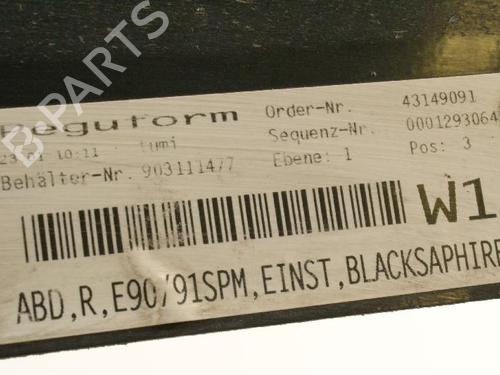 B-PARTS
Peguform
Order-Nr. 43149091
10:11 Lumi Sequenz-Nr. 0001293064
Behälter-Nr. 903111477 Ebene: 1 Pos: 3
W1
ABD,R,E90/91SPM,EINST,BLACKSAPHIRE